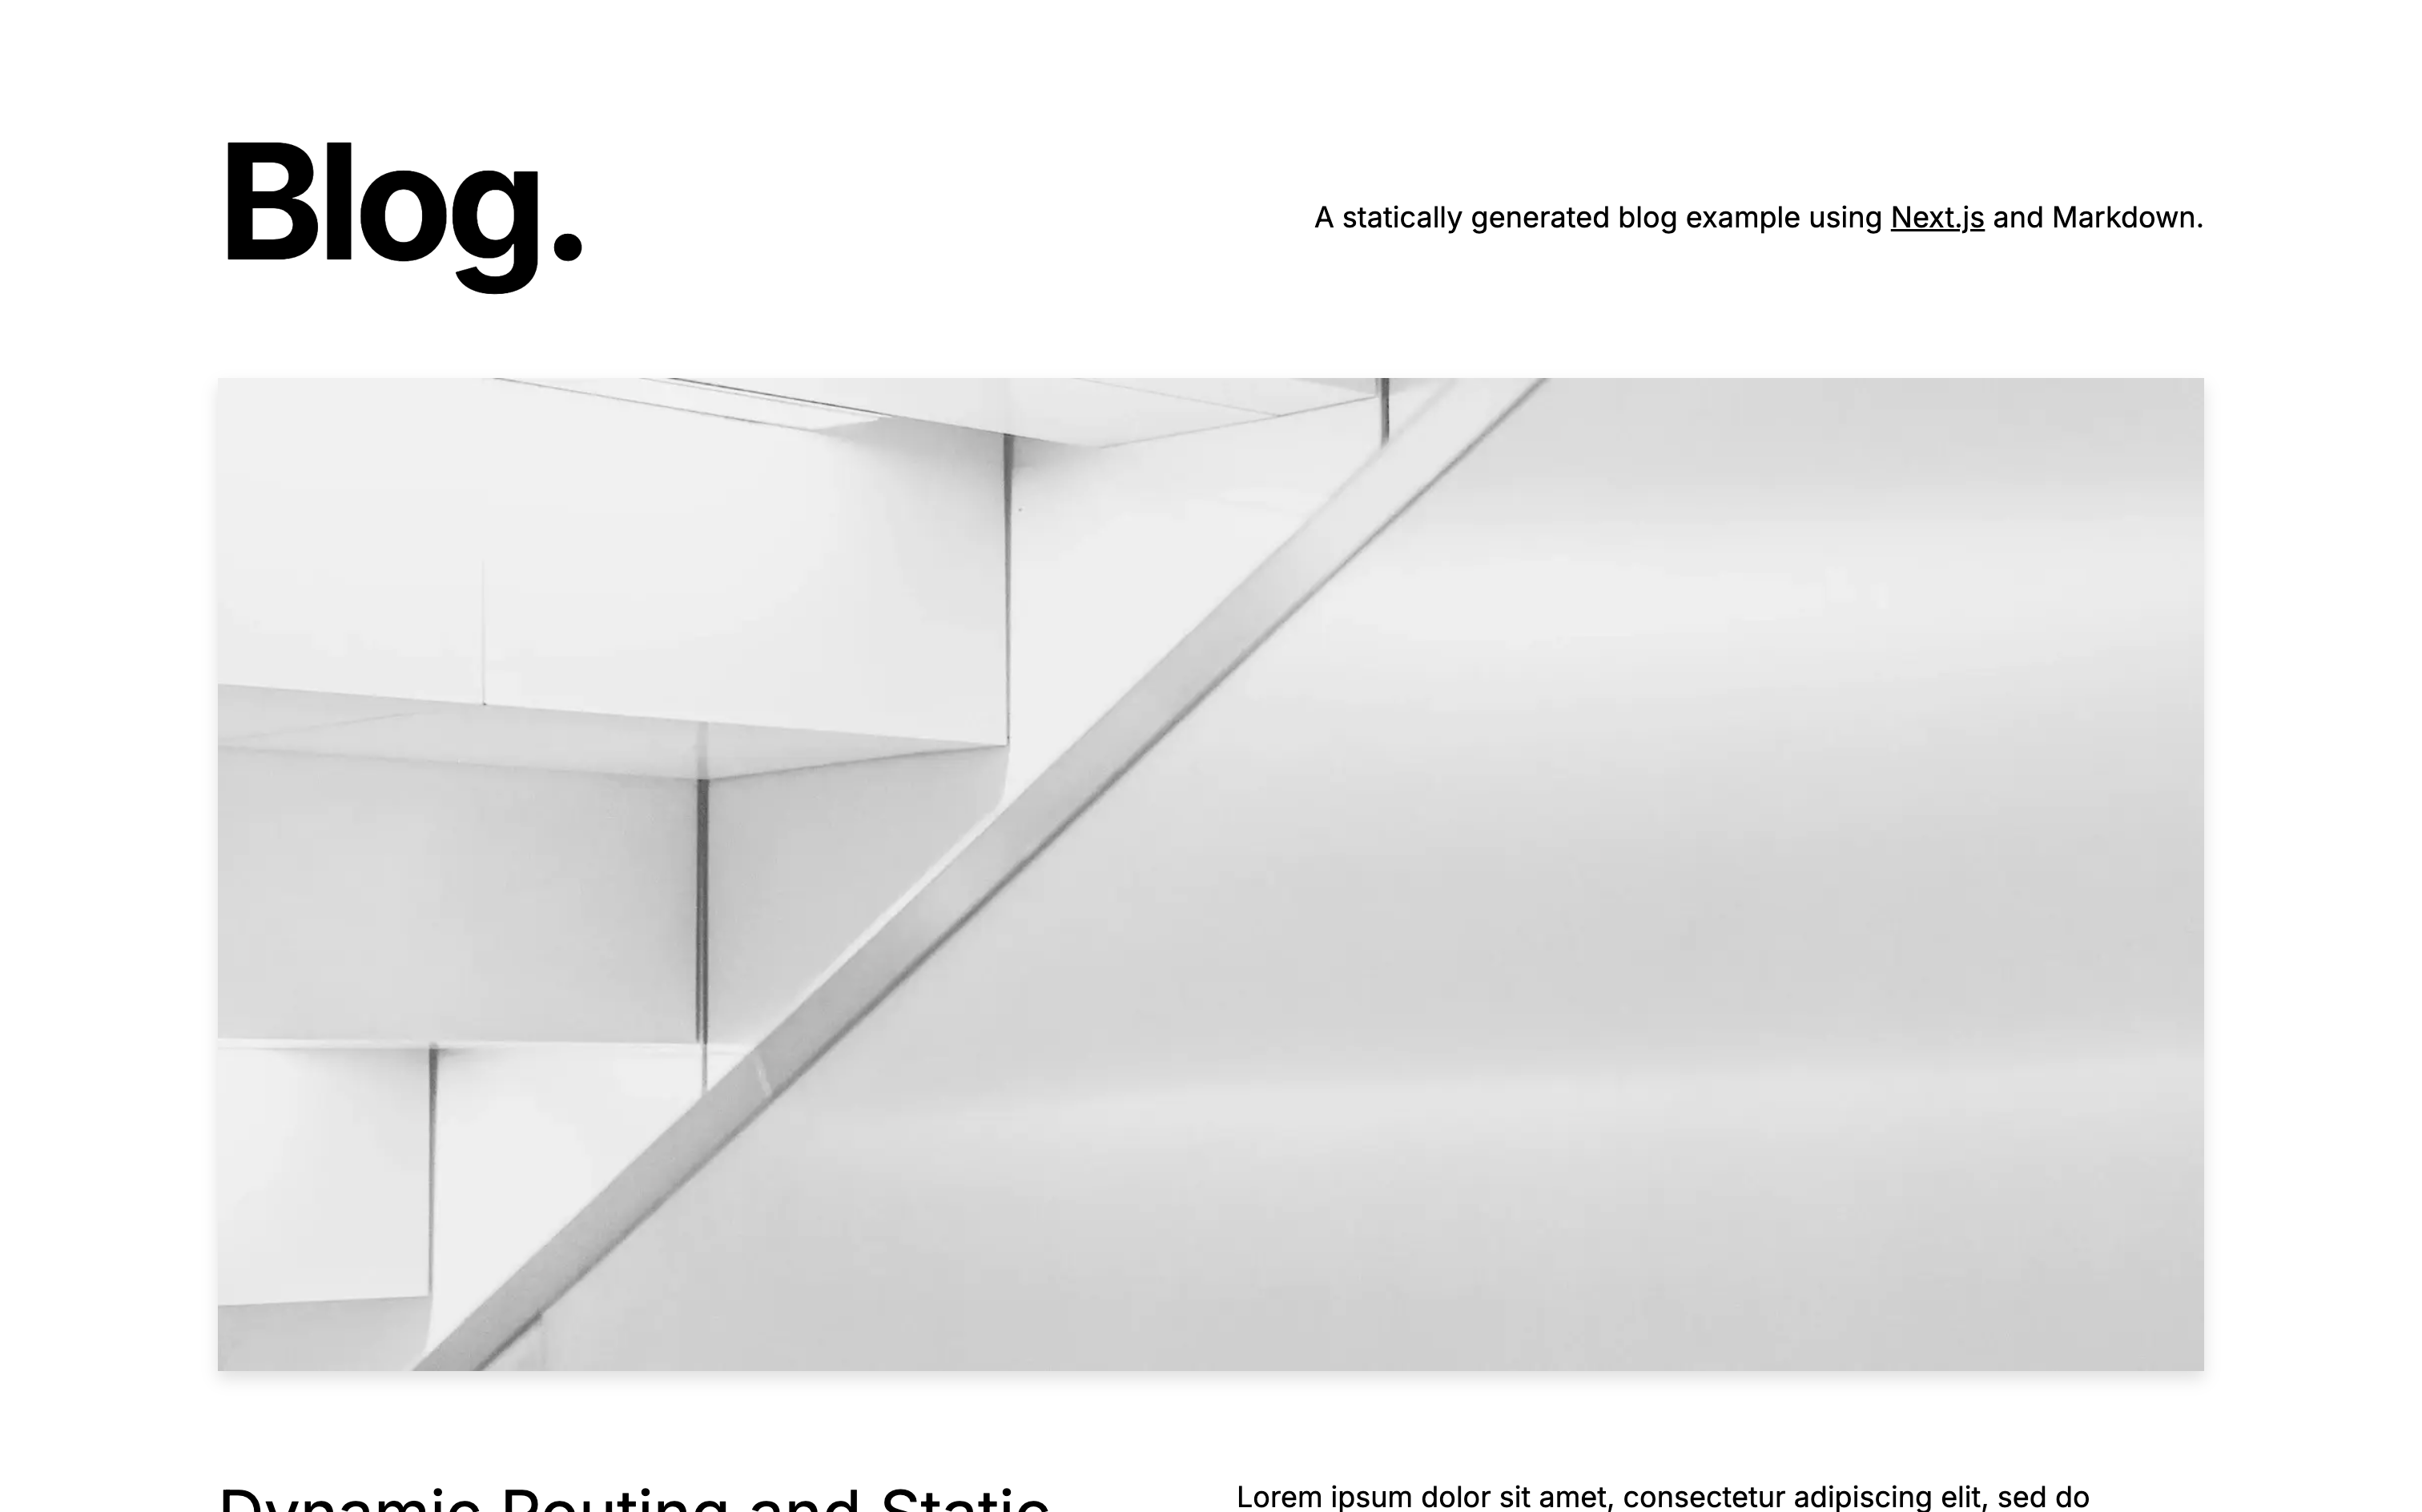 Blog.
A statically generated blog example using Next.js and Markdown.
Dynamic Routing and Static
Lorem ipsum dolor sit amet, consectetur adipiscing elit, sed do